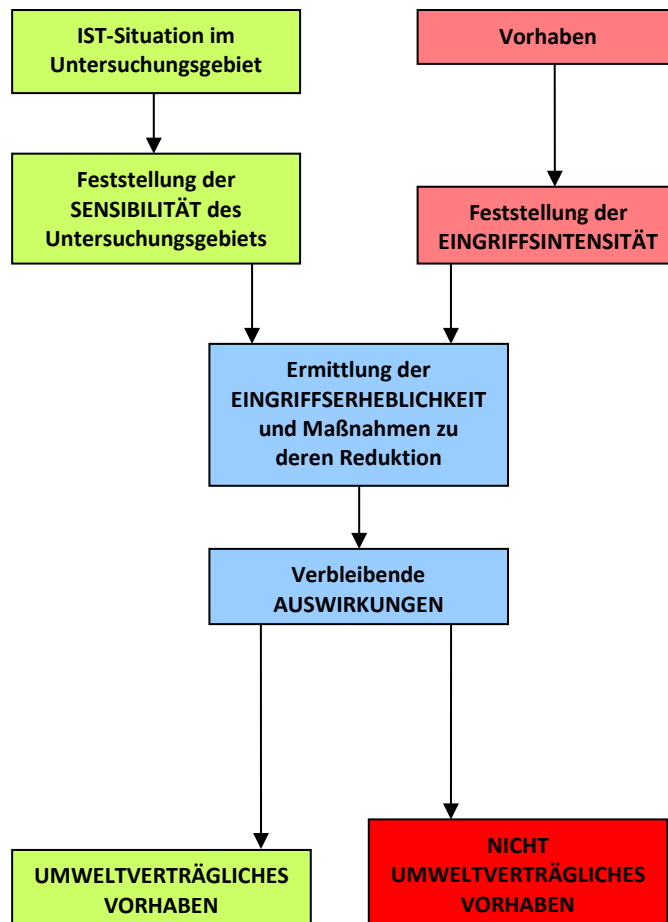 IST-Situation im
Untersuchungsgebiet
Vorhaben
Feststellung der
SENSIBILITÄT des
Untersuchungsgebiets
Feststellung der
EINGRIFFSINTENSITÄT
Ermittlung der
EINGRIFFSERHEBLICHKEIT
und Maßnahmen zu
deren Reduktion
Verbleibende
AUSWIRKUNGEN
UMWELTVERTRÄGLICHES
VORHABEN
NICHT
UMWELTVERTRÄGLICHES
VORHABEN